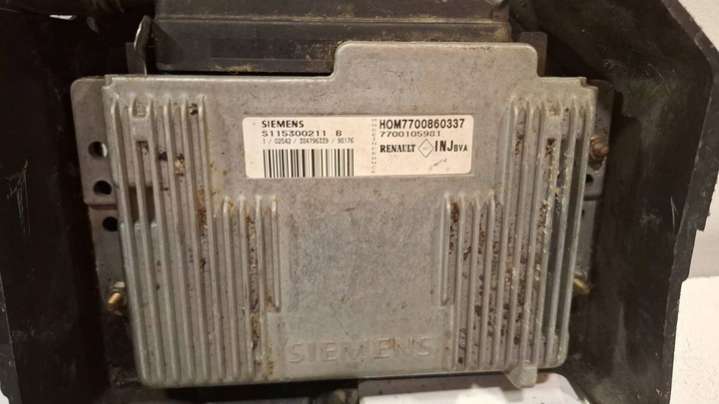 SIEMENS
S115300211 B
HOM7700860337
7700105981
RENAULT INJ BVA
SIEMENS